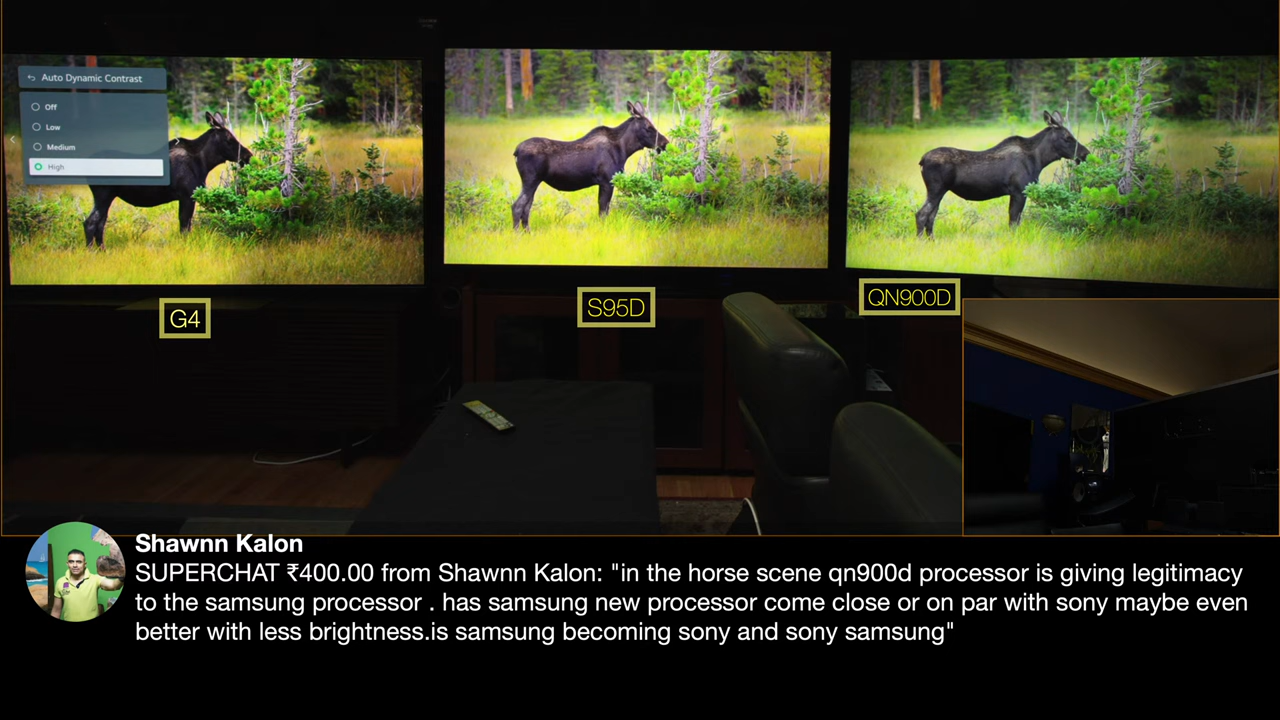 Auto Dynamic Contrast
Off
Low
Medium
High
G4
S95D
QN900D
Shawnn Kalon
SUPERCHAT ₹400.00 from Shawnn Kalon: "in the horse scene qn900d processor is giving legitimacy
to the samsung processor . has samsung new processor come close or on par with sony maybe even
better with less brightness.is samsung becoming sony and sony samsung"